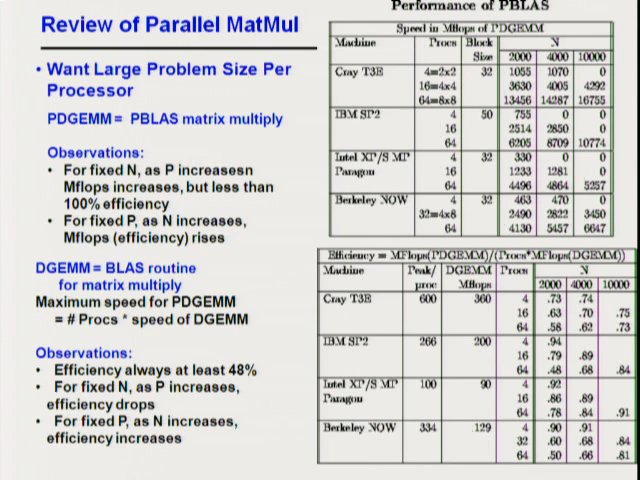 Review of Parallel MatMul
• Want Large Problem Size Per
Processor
PDGEMM = PBLAS matrix multiply
Observations:
• For fixed N, as P increasesn
Mflops increases, but less than
100% efficiency
• For fixed P, as N increases,
Mflops (efficiency) rises
DGEMM = BLAS routine
for matrix multiply
Maximum speed for PDGEMM
= # Procs * speed of DGEMM
Observations:
• Efficiency always at least 48%
• For fixed N, as P increases,
efficiency drops
• For fixed P, as N increases,
efficiency increases
Performance of PBLAS
Speed in Mflops of PDGEMM
Machine Procs Block N
Size 2000 4000 10000
Cray T3E 4=2x2 32 1055 1070 0
16=4x4 3630 4005 4292
64=8x8 13456 14287 16755
IBM SP2 4 50 755 0 0
16 2514 2850 0
64 6205 8709 10774
Intel XP/S MP 4 32 330 0 0
Paragon 16 1233 1281 0
64 4496 4864 5257
Berkeley NOW 4 32 463 470 0
32=4x8 2490 2822 3450
64 4130 5457 6647
Efficiency = MFlops(PDGEMM)/(Procs*MFlops(DGEMM))
Machine Peak/ DGEMM Procs N
proc Mflops 2000 4000 10000
Cray T3E 600 360 4 .73 .74
16 .63 .70 .75
64 .58 .62 .73
IBM SP2 266 200 4 .94
16 .79 .89
64 .48 .68 .84
Intel XP/S MP 100 90 4 .92
Paragon 16 .86 .89
64 .78 .84 .91
Berkeley NOW 334 129 4 .90 .91
32 .60 .68 .84
64 .50 .66 .81